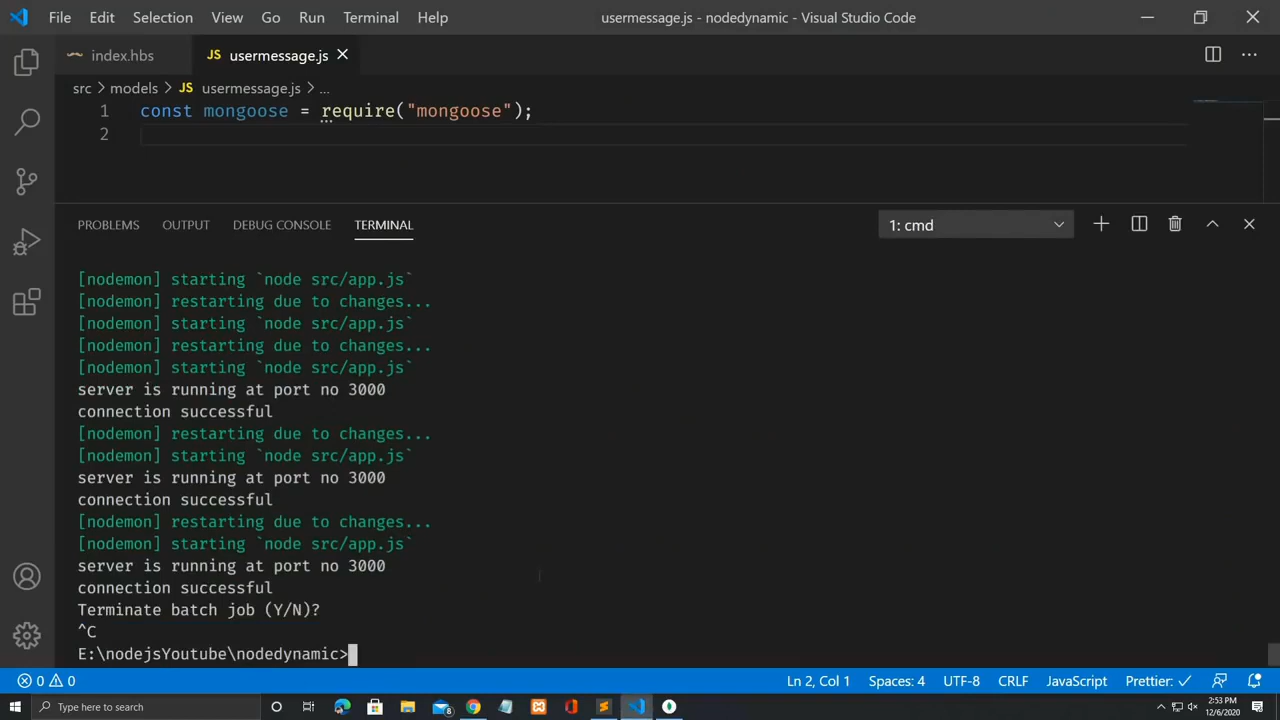 File Edit Selection View Go Run Terminal Help usermessage.js - nodedynamic - Visual Studio Code
index.hbs JS usermessage.js
src > models > JS usermessage.js > ...
1 const mongoose = require("mongoose");
2
PROBLEMS OUTPUT DEBUG CONSOLE TERMINAL 1: cmd
[nodemon] starting `node src/app.js`
[nodemon] restarting due to changes...
[nodemon] starting `node src/app.js`
[nodemon] restarting due to changes...
[nodemon] starting `node src/app.js`
server is running at port no 3000
connection successful
[nodemon] restarting due to changes...
[nodemon] starting `node src/app.js`
server is running at port no 3000
connection successful
[nodemon] restarting due to changes...
[nodemon] starting `node src/app.js`
server is running at port no 3000
connection successful
Terminate batch job (Y/N)?
^C
E:\nodejsYoutube\nodedynamic>
0 0 Ln 2, Col 1 Spaces: 4 UTF-8 CRLF JavaScript Prettier: ✓
Type here to search 2:53 PM
12/6/2020